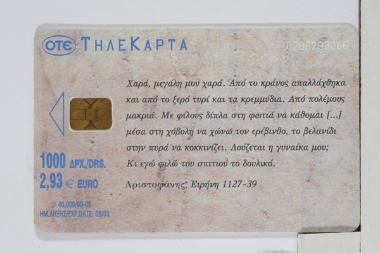 OTE ΤΗΛΕΚΑΡΤΑ
Χαρά, μεγάλη μου χαρά. Από το κράνος απαλλάχθηκα
και από το ξερό τυρί και τα κρεμμύδια. Από πολέμους
μακριά. Με φίλους δίπλα στη φωτιά να κάθομαι [...]
μέσα στη χόβολη να χώνω τον ερέβινθο, το βελανίδι
στην πυρά να κοκκινίζει. Λούζεται η γυναίκα μου;
Κι εγώ φιλώ του σπιτιού το δουλικό.
Αριστοφάνης, Ειρήνη 1127-39
1000 ΔΡΧ./DRS.
2,93 € EURO